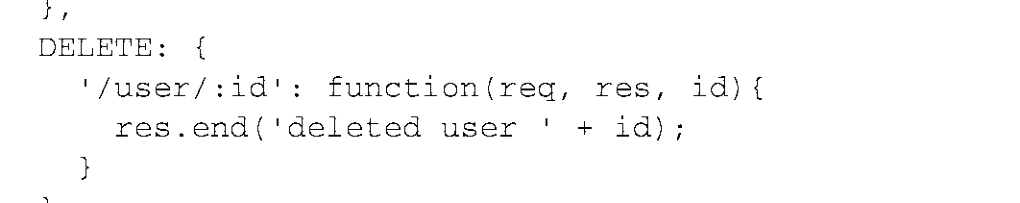 },
DELETE: {
'/user/:id': function(req, res, id){
res.end('deleted user ' + id);
}
}